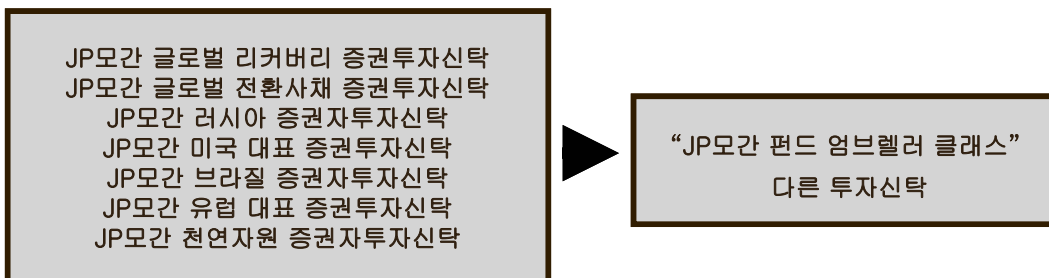 JP모간 글로벌 리커버리 증권투자신탁
JP모간 글로벌 전환사채 증권투자신탁
JP모간 러시아 증권자투자신탁
JP모간 미국 대표 증권투자신탁
JP모간 브라질 증권투자신탁
JP모간 유럽 대표 증권투자신탁
JP모간 천연자원 증권자투자신탁
“JP모간 펀드 엄브렐러 클래스”
다른 투자신탁